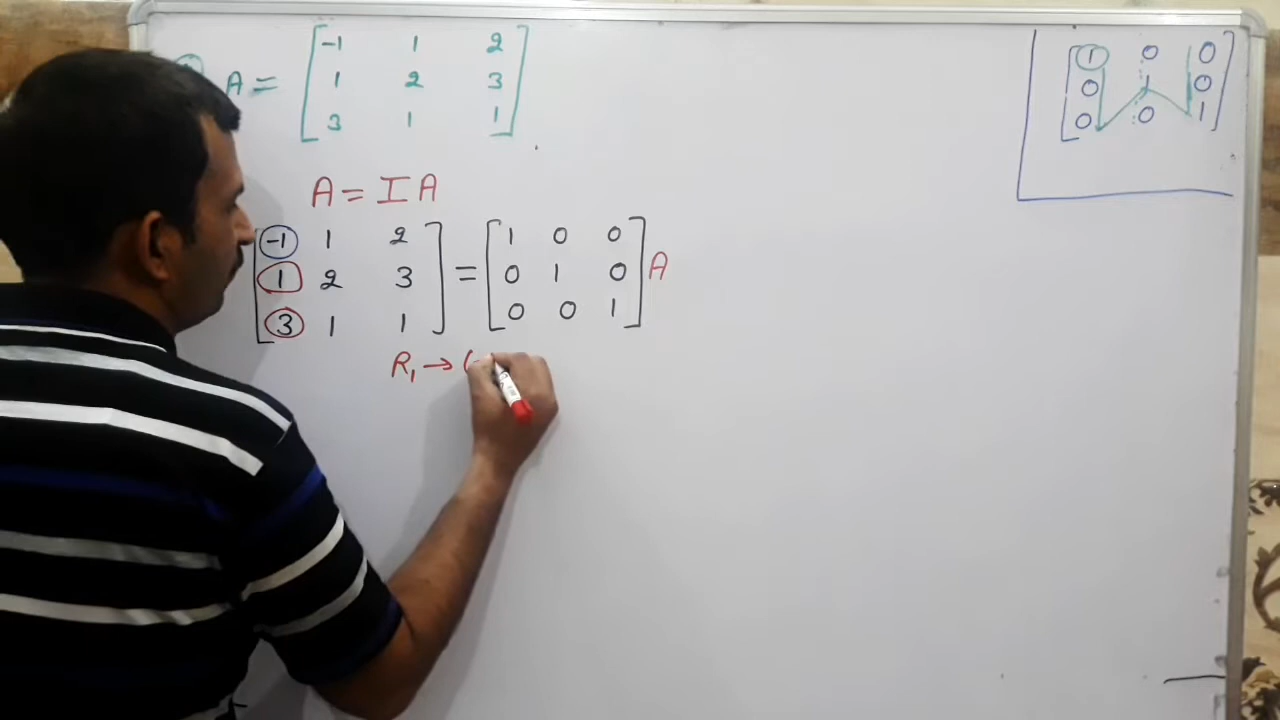 A = [ -1 1 2
1 2 3
3 1 1 ]
A = I A
[ -1 1 2 ] = [ 1 0 0 ] A
1 2 3 0 1 0
3 1 1 0 0 1
R₁ → (-
1 0 0
0 1 0
0 0 1